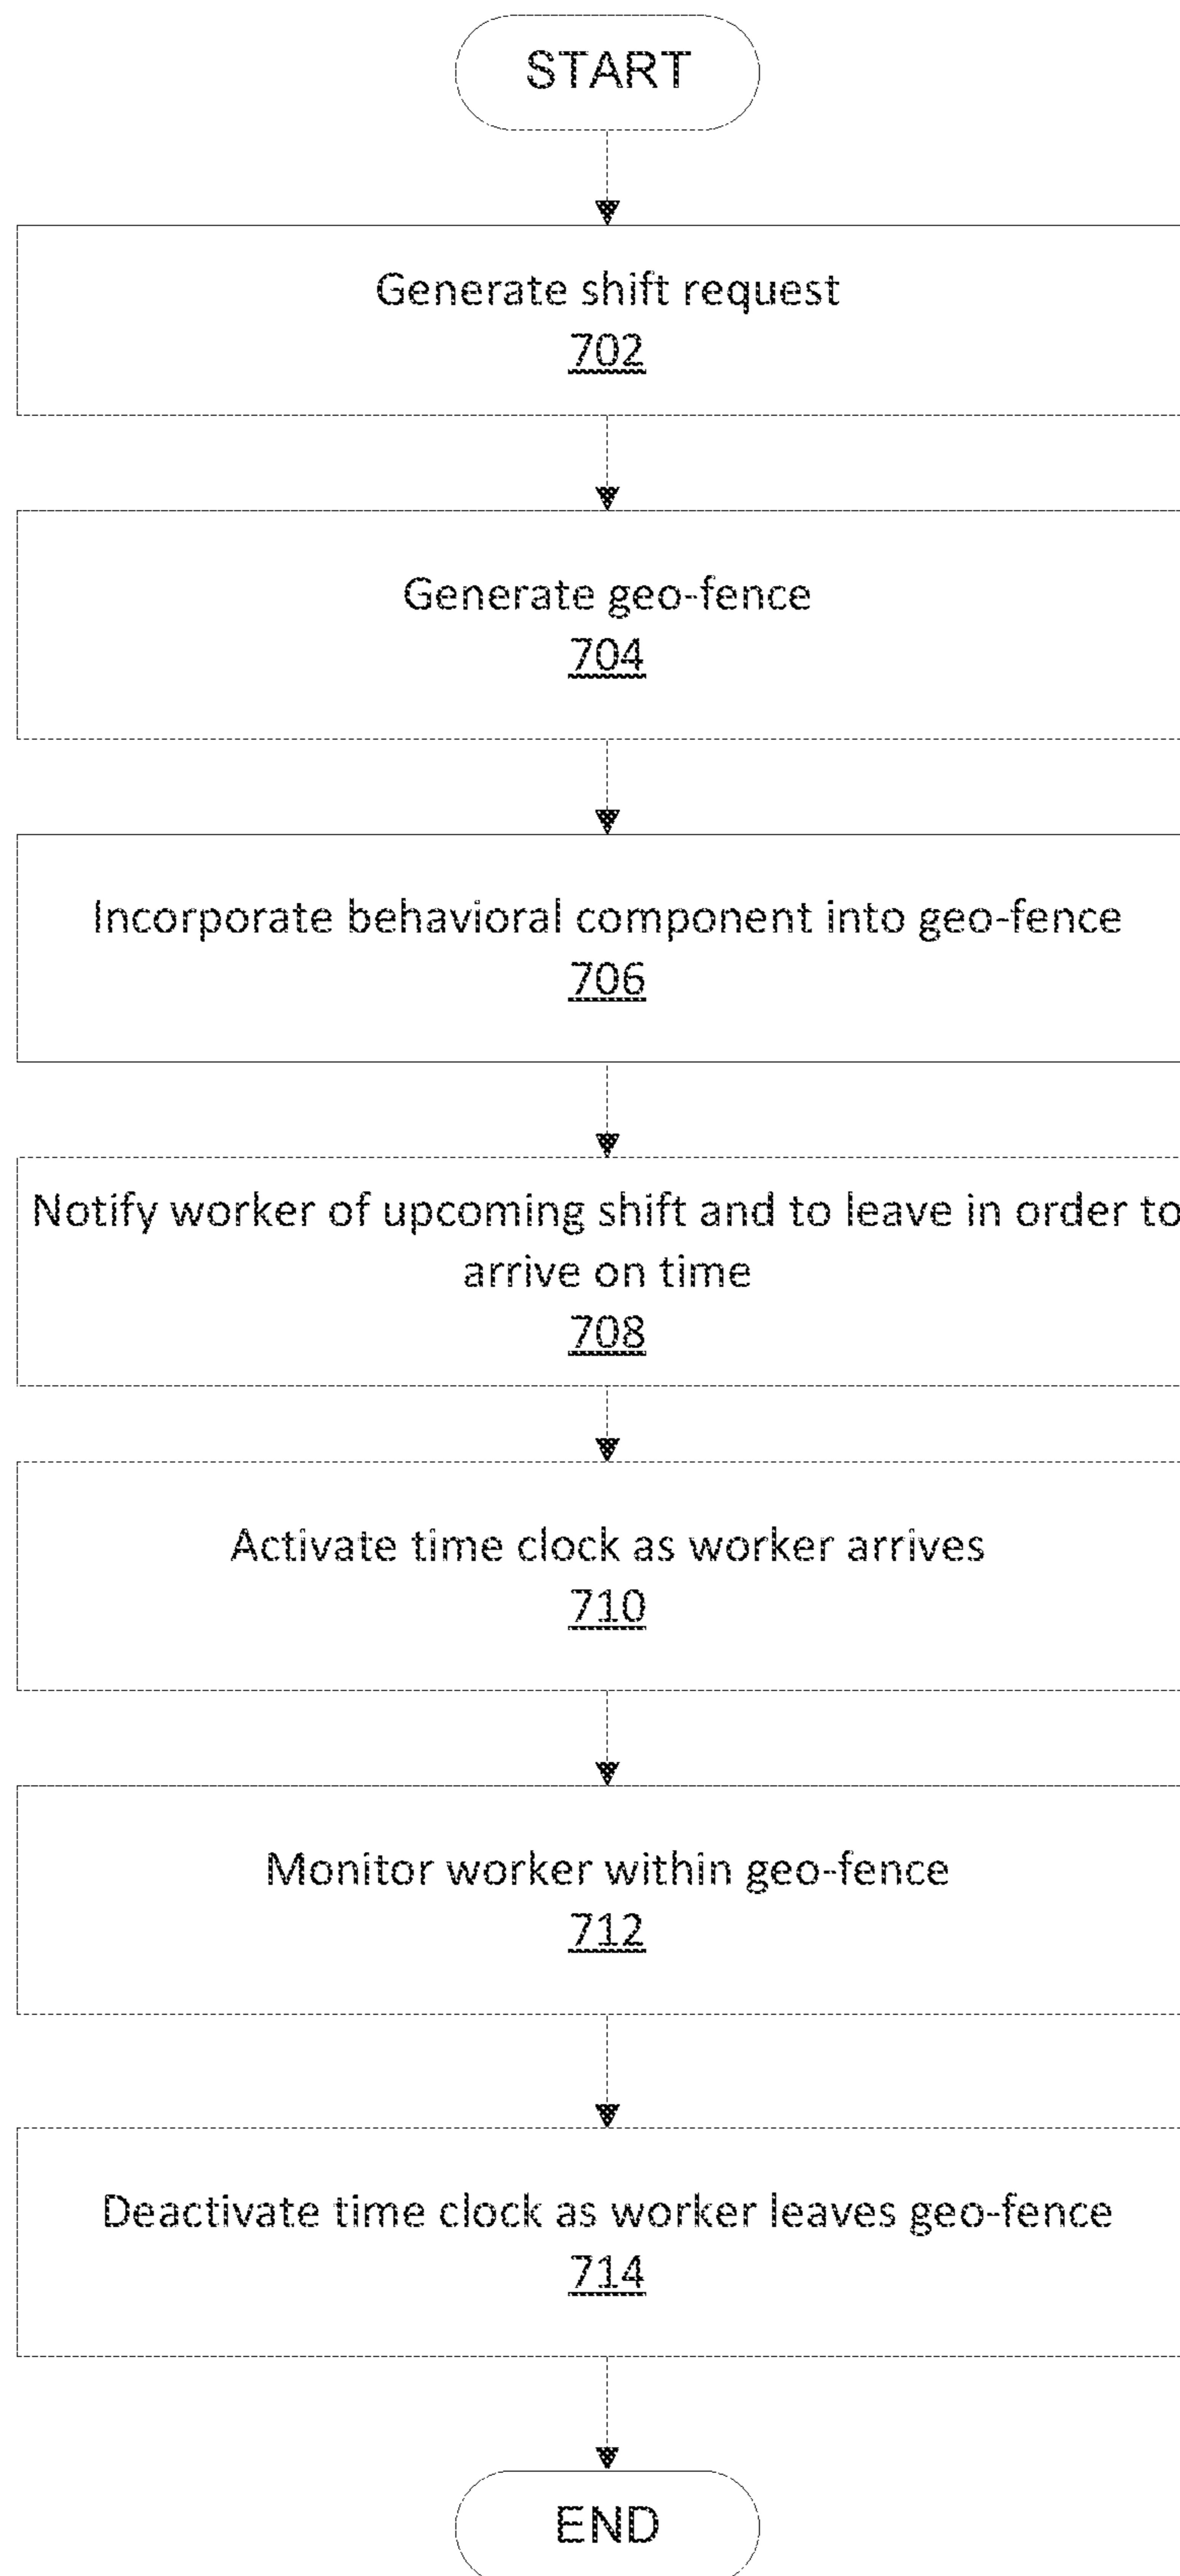 START
Generate shift request
702
Generate geo-fence
704
Incorporate behavioral component into geo-fence
706
Notify worker of upcoming shift and to leave in order to
arrive on time
708
Activate time clock as worker arrives
710
Monitor worker within geo-fence
712
Deactivate time clock as worker leaves geo-fence
714
END